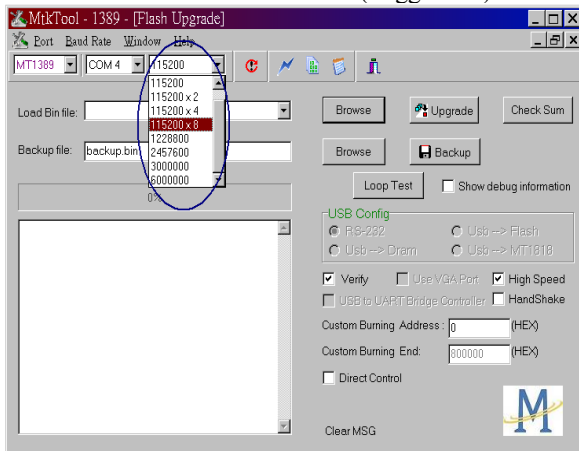 MtkTool - 1389 - [Flash Upgrade]
Port Baud Rate Window Help
MT1389 COM 4 115200
115200
115200 x 2
115200 x 4
115200 x 8
1228800
2457600
3000000
6000000
Load Bin file:
Browse Upgrade Check Sum
Backup file: backup.bin
Browse Backup
Loop Test Show debug information
0%
USB Config
RS-232 Usb --> Flash
Usb --> Dram Usb --> MT1818
Verify Use VGA Port High Speed
USB to UART Bridge Controller HandShake
Custom Burning Address : 0 (HEX)
Custom Burning End: 800000 (HEX)
Direct Control
Clear MSG
M